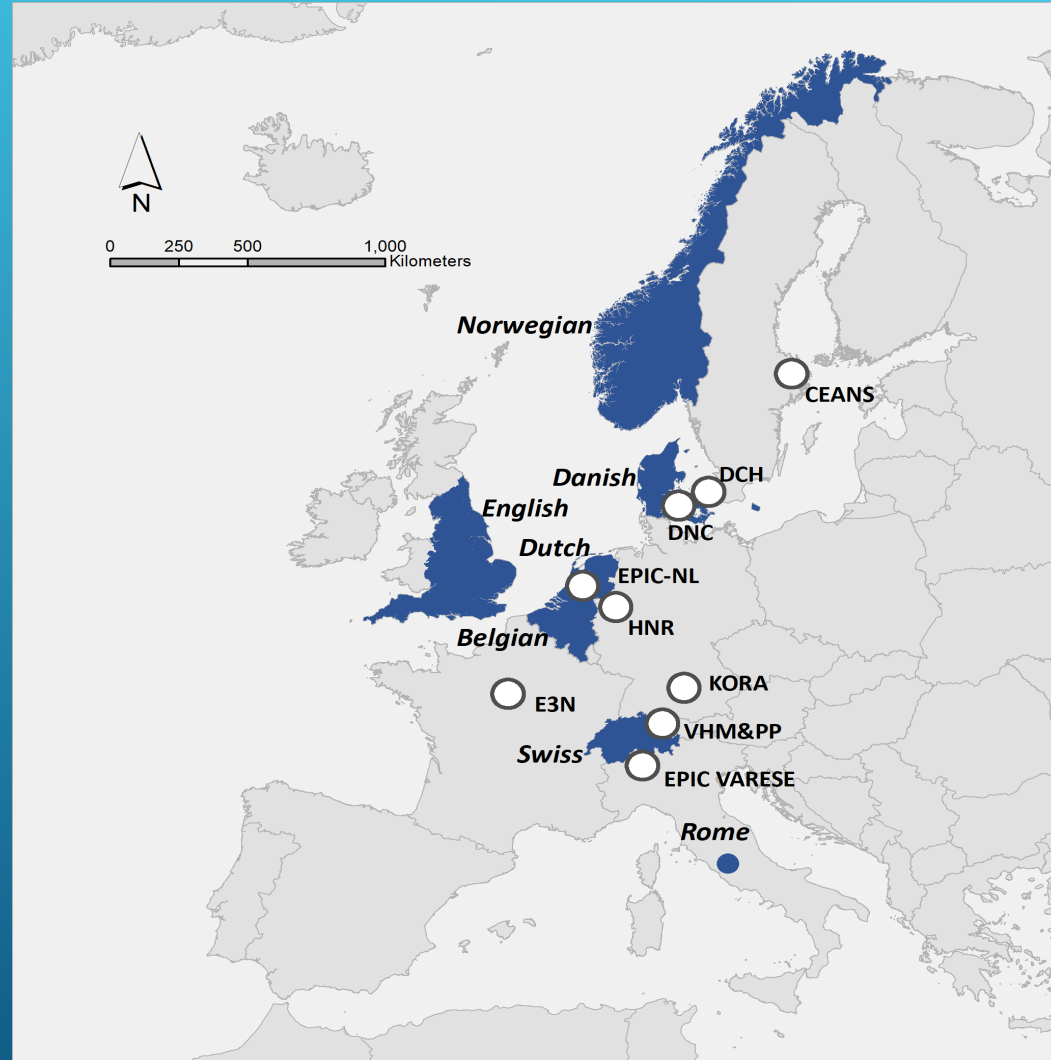 N
0 250 500 1,000
Kilometers
Norwegian
CEANS
Danish
DCH
English
DNC
Dutch
EPIC-NL
HNR
Belgian
KORA
E3N
VHM&PP
Swiss
EPIC VARESE
Rome